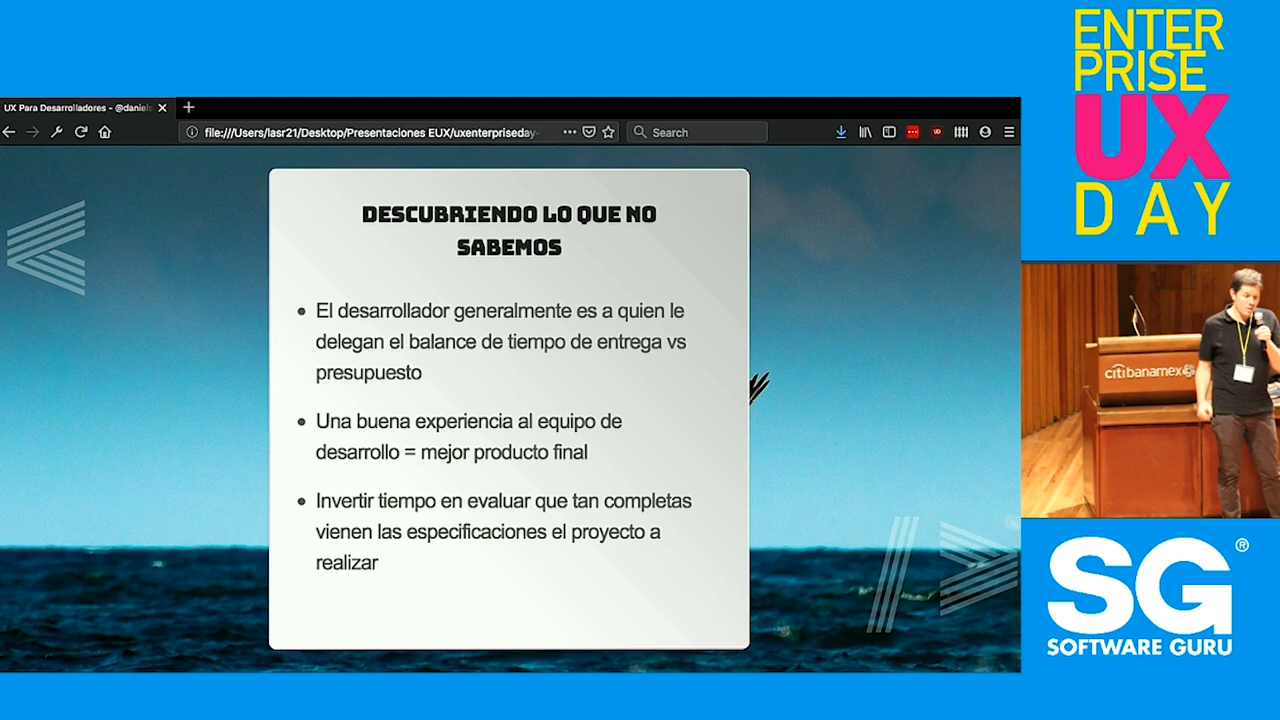 UX Para Desarrolladores - @daniel
file:///Users/lasr21/Desktop/Presentaciones EUX/uxenterpriseday-
Search
DESCUBRIENDO LO QUE NO
SABEMOS
El desarrollador generalmente es a quien le
delegan el balance de tiempo de entrega vs
presupuesto
Una buena experiencia al equipo de
desarrollo = mejor producto final
Invertir tiempo en evaluar que tan completas
vienen las especificaciones el proyecto a
realizar
ENTER
PRISE
UX
DAY
citibanamex
SG®
SOFTWARE GURU